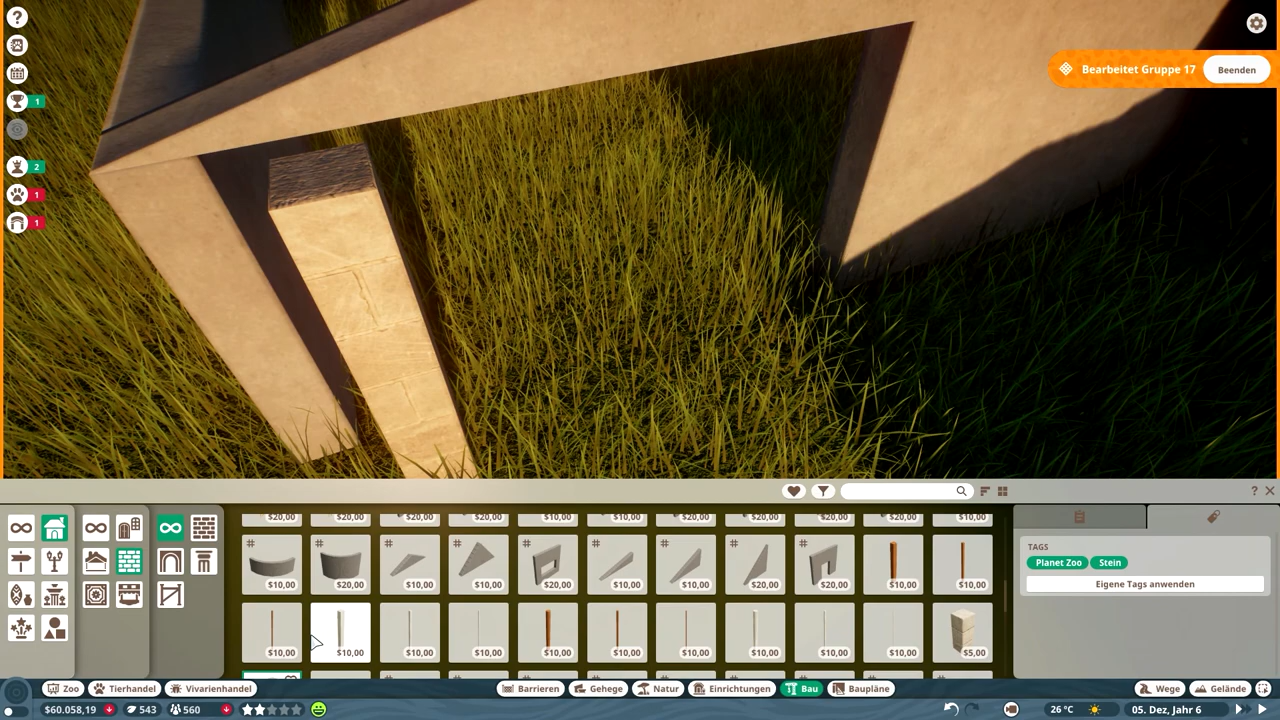 ?
1
2
1
1
Bearbeitet Gruppe 17
Beenden
?
$20,00 $20,00 $20,00 $20,00 $10,00 $10,00 $10,00 $10,00 $10,00 $10,00 $10,00
# # # # # # # # #
$10,00 $20,00 $10,00 $10,00 $20,00 $10,00 $10,00 $20,00 $20,00 $10,00 $10,00
$10,00 $10,00 $10,00 $10,00 $10,00 $10,00 $10,00 $10,00 $10,00 $10,00 $5,00
TAGS
Planet Zoo Stein
Eigene Tags anwenden
Zoo Tierhandel Vivarienhandel Barrieren Gehege Natur Einrichtungen Bau Baupläne Wege Gelände
$60.058,19 543 560 26 °C 05. Dez, Jahr 6